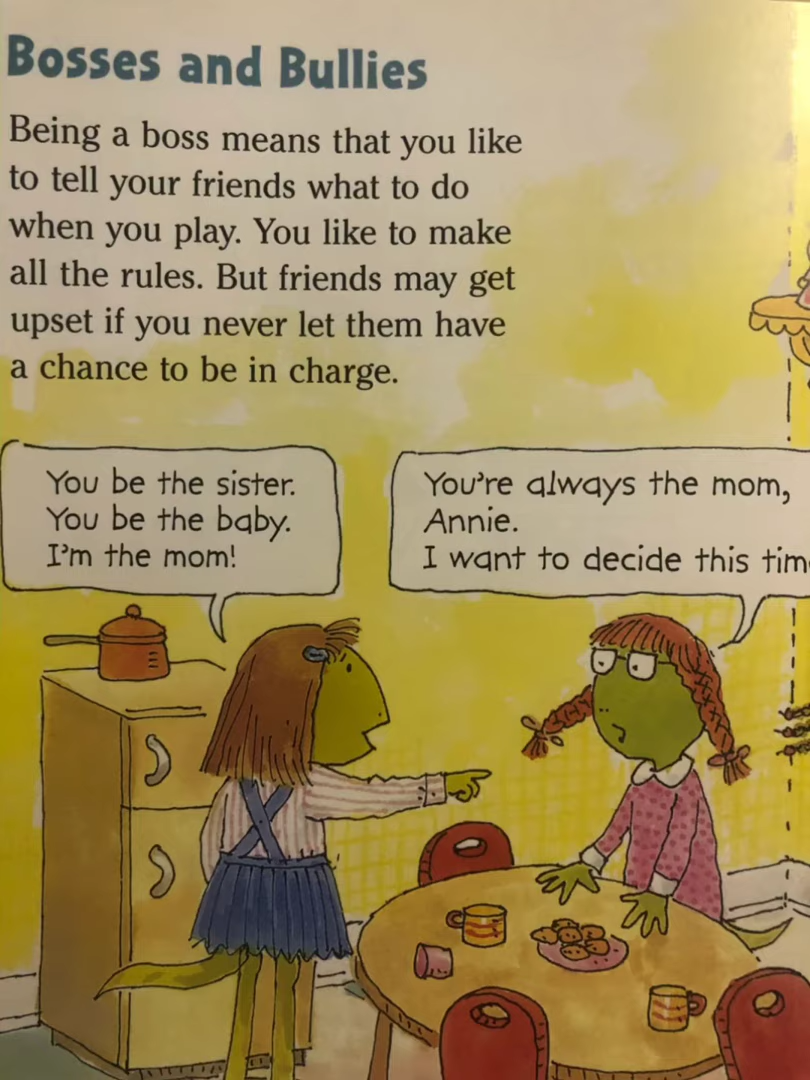 Bosses and Bullies
Being a boss means that you like
to tell your friends what to do
when you play. You like to make
all the rules. But friends may get
upset if you never let them have
a chance to be in charge.
You be the sister.
You be the baby.
I'm the mom!
You're always the mom,
Annie.
I want to decide this